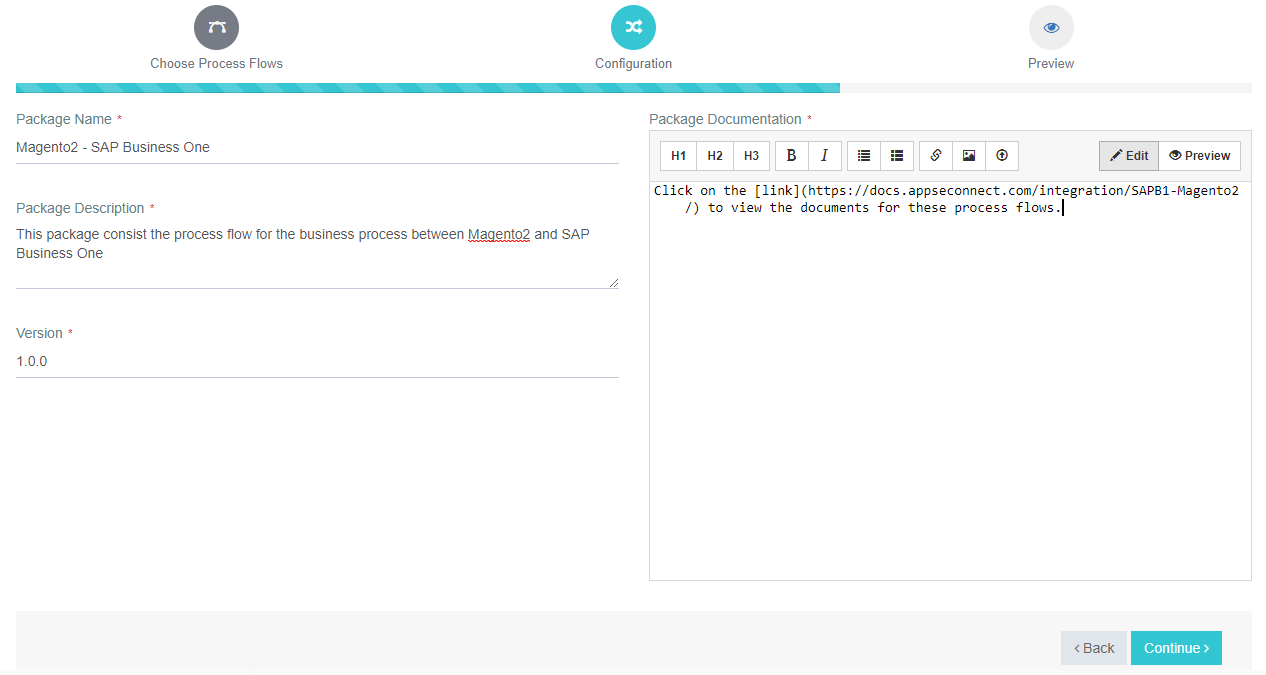 Choose Process Flows
Configuration
Preview
Package Name *
Magento2 - SAP Business One
Package Description *
This package consist the process flow for the business process between Magento2 and SAP
Business One
Version *
1.0.0
Package Documentation *
H1 H2 H3 B I Edit Preview
Click on the [link](https://docs.appseconnect.com/integration/SAPB1-Magento2
/) to view the documents for these process flows.
< Back Continue >